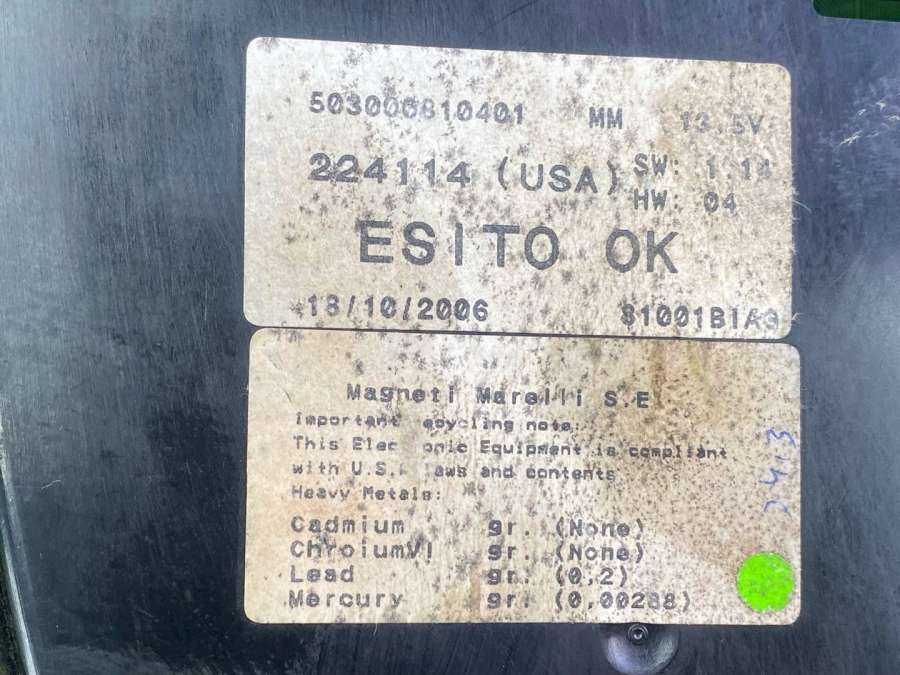 503000810401 MM 13.5V
224114 (USA) SW: 1.14
HW: 04
ESITO OK
18/10/2006 81001BIAG
Magneti Marelli S.E
Important ecycling note:
This Elec onic Equipment is compliant
with U.S. laws and contents
Heavy Metals:
Cadmium gr. (None)
ChroiumVI gr. (None)
Lead gr. (0,2)
Mercury gr. (0,00288)